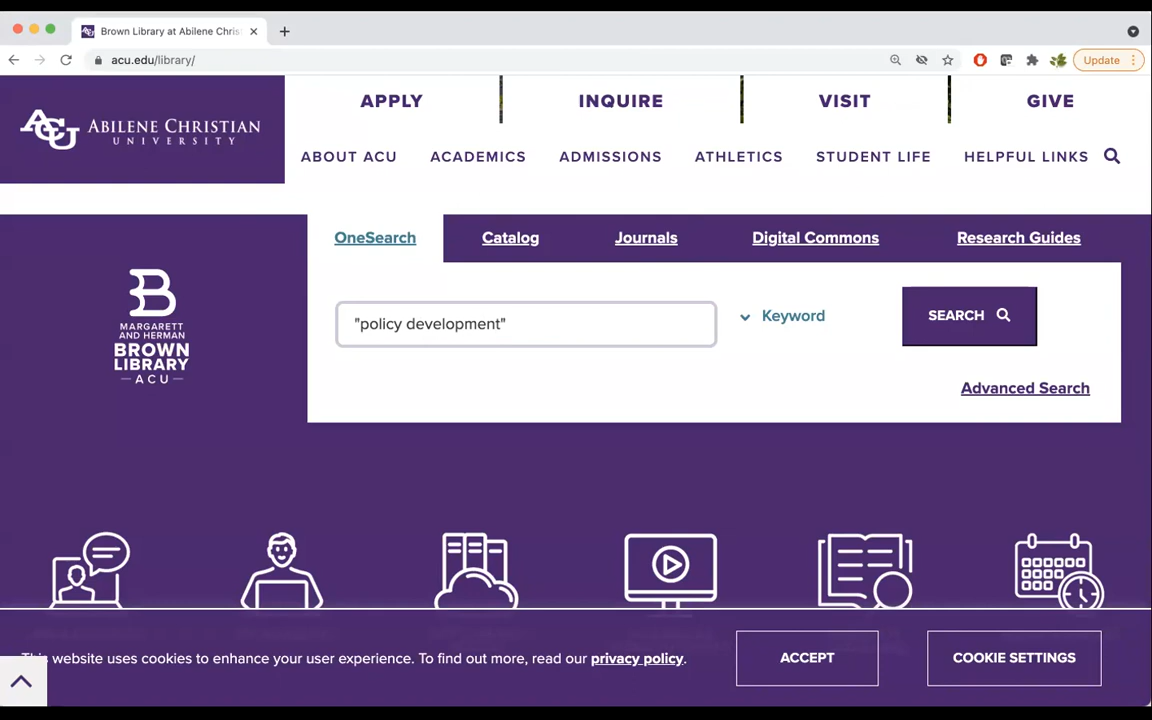 Brown Library at Abilene Chris
acu.edu/library/
Update
ACU ABILENE CHRISTIAN
UNIVERSITY
APPLY
INQUIRE
VISIT
GIVE
ABOUT ACU
ACADEMICS
ADMISSIONS
ATHLETICS
STUDENT LIFE
HELPFUL LINKS
OneSearch
Catalog
Journals
Digital Commons
Research Guides
B
MARGARETT
AND HERMAN
BROWN
LIBRARY
—ACU—
"policy development"
Keyword
SEARCH
Advanced Search
This website uses cookies to enhance your user experience. To find out more, read our privacy policy.
ACCEPT
COOKIE SETTINGS